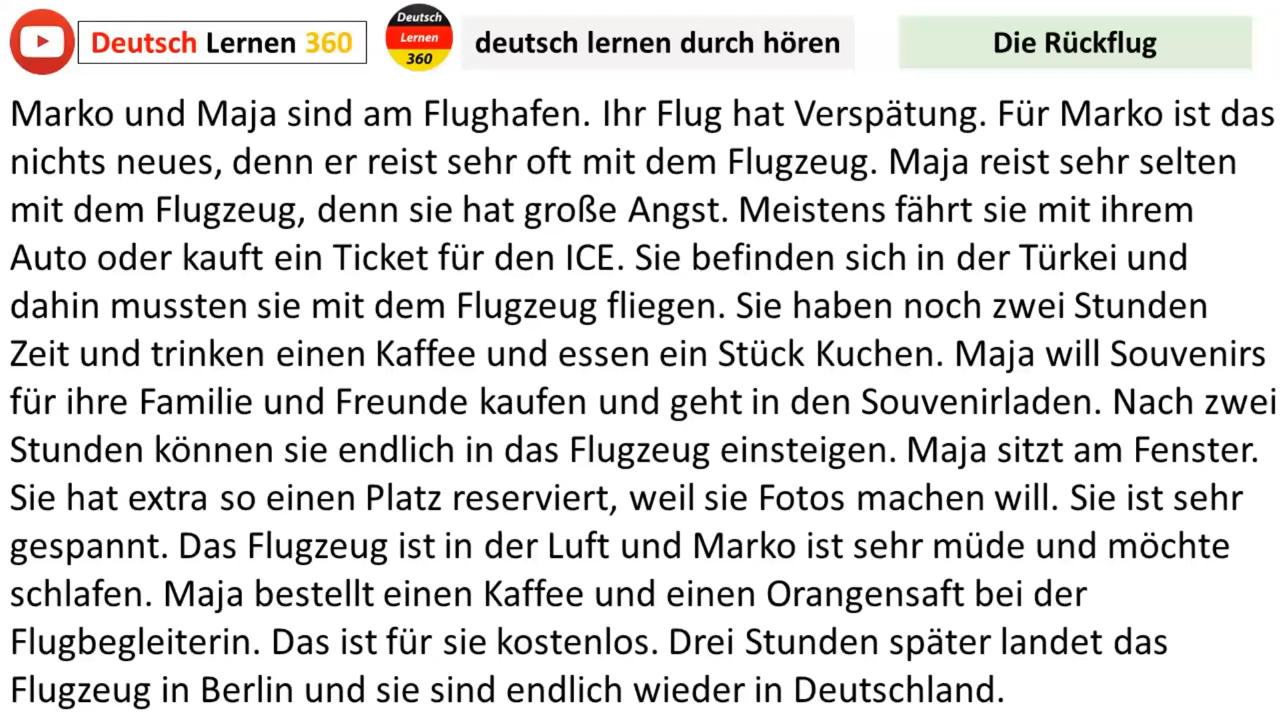 Deutsch Lernen 360
Deutsch
Lernen
360
deutsch lernen durch hören
Die Rückflug
Marko und Maja sind am Flughafen. Ihr Flug hat Verspätung. Für Marko ist das
nichts neues, denn er reist sehr oft mit dem Flugzeug. Maja reist sehr selten
mit dem Flugzeug, denn sie hat große Angst. Meistens fährt sie mit ihrem
Auto oder kauft ein Ticket für den ICE. Sie befinden sich in der Türkei und
dahin mussten sie mit dem Flugzeug fliegen. Sie haben noch zwei Stunden
Zeit und trinken einen Kaffee und essen ein Stück Kuchen. Maja will Souvenirs
für ihre Familie und Freunde kaufen und geht in den Souvenirladen. Nach zwei
Stunden können sie endlich in das Flugzeug einsteigen. Maja sitzt am Fenster.
Sie hat extra so einen Platz reserviert, weil sie Fotos machen will. Sie ist sehr
gespannt. Das Flugzeug ist in der Luft und Marko ist sehr müde und möchte
schlafen. Maja bestellt einen Kaffee und einen Orangensaft bei der
Flugbegleiterin. Das ist für sie kostenlos. Drei Stunden später landet das
Flugzeug in Berlin und sie sind endlich wieder in Deutschland.